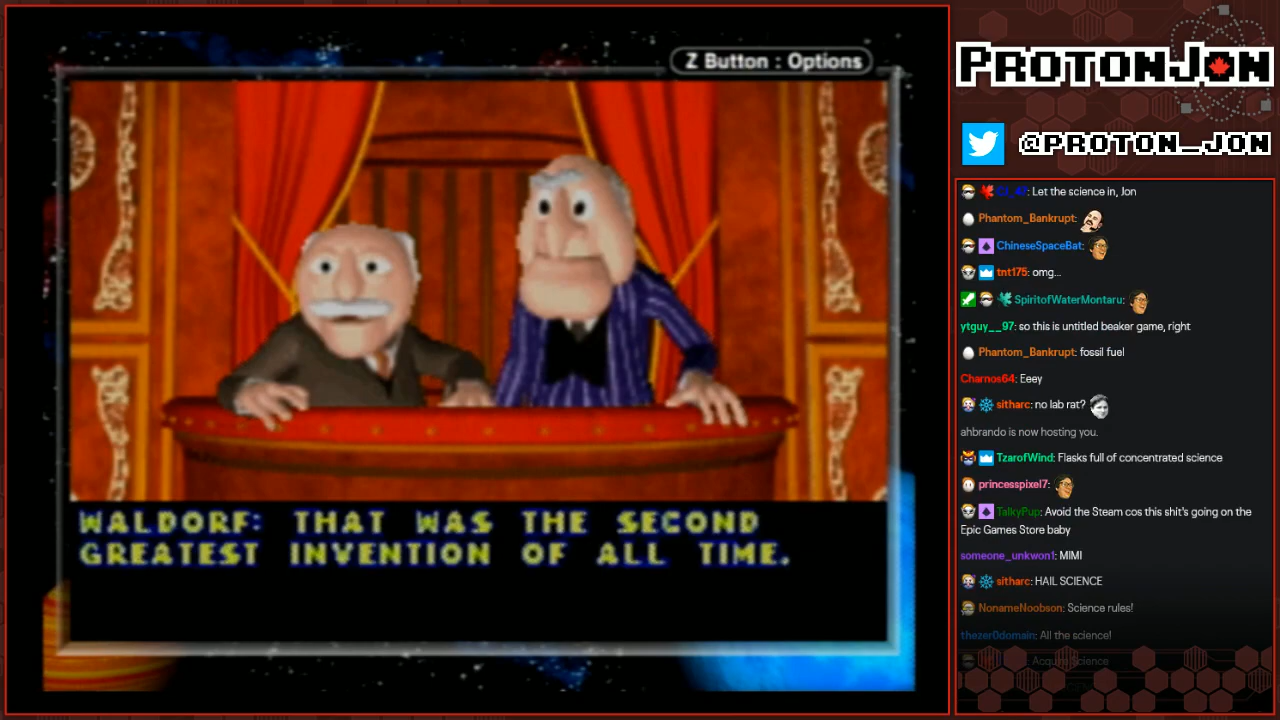 Z Button : Options
WALDORF: THAT WAS THE SECOND
GREATEST INVENTION OF ALL TIME.
PROTONJON
@PROTON_JON
CJ_47: Let the science in, Jon
Phantom_Bankrupt:
ChineseSpaceBat:
tnt175: omg...
SpiritofWaterMontaru:
ytguy__97: so this is untitled beaker game, right
Phantom_Bankrupt: fossil fuel
Charnos64: Eeey
sitharc: no lab rat?
ahbrando is now hosting you.
TzarofWind: Flasks full of concentrated science
princesspixel7:
TalkyPup: Avoid the Steam cos this shit's going on the
Epic Games Store baby
someone_unkwon1: MIMI
sitharc: HAIL SCIENCE
NonameNoobson: Science rules!
thezer0domain: All the science!
Acquire Science